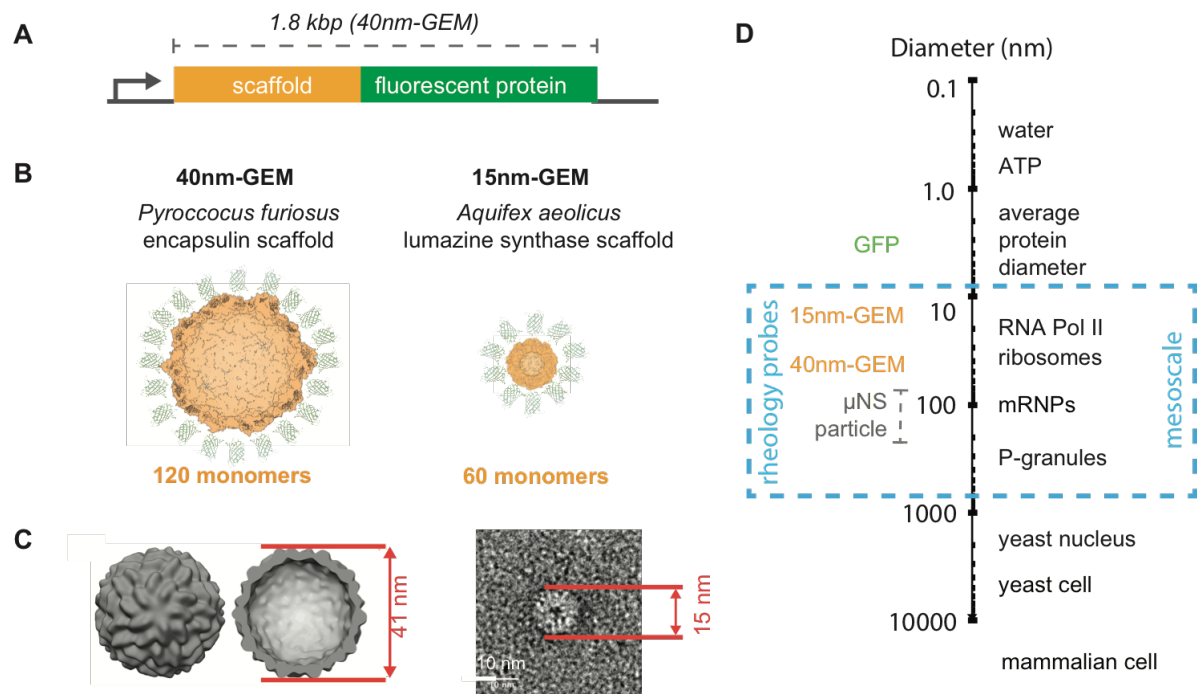 A
1.8 kbp (40nm-GEM)
scaffold
fluorescent protein
B
40nm-GEM
Pyroccocus furiosus
encapsulin scaffold
120 monomers
15nm-GEM
Aquifex aeolicus
lumazine synthase scaffold
60 monomers
C
41 nm
15 nm
10 nm
10 nm
D
Diameter (nm)
0.1
water
ATP
1.0
average
protein
diameter
GFP
rheology probes
mesoscale
10
15nm-GEM
RNA Pol II
ribosomes
40nm-GEM
µNS
particle
100
mRNPs
P-granules
1000
yeast nucleus
yeast cell
10000
mammalian cell